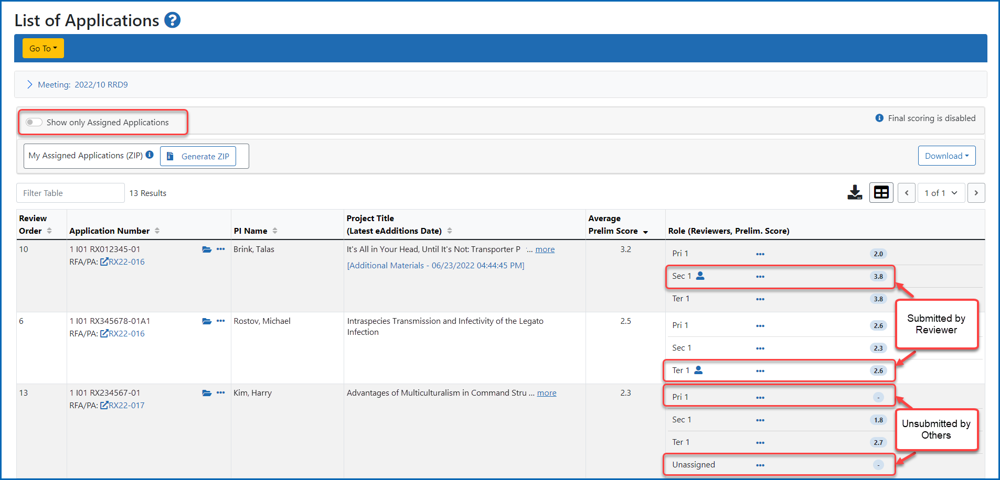 List of Applications ?
Go To
Meeting: 2022/10 RRD9
Show only Assigned Applications
Final scoring is disabled
My Assigned Applications (ZIP)
Generate ZIP
Download
Filter Table
13 Results
1 of 1
Review Order
Application Number
PI Name
Project Title
(Latest eAdditions Date)
Average
Prelim Score
Role (Reviewers, Prelim. Score)
10
1 I01 RX012345-01
RFA/PA: RX22-016
Brink, Talas
It's All in Your Head, Until It's Not: Transporter P ... more
[Additional Materials - 06/23/2022 04:44:45 PM]
3.2
Pri 1 ••• 2.0
Sec 1 ••• 3.8
Ter 1 ••• 3.8
Submitted by
Reviewer
6
1 I01 RX345678-01A1
RFA/PA: RX22-016
Rostov, Michael
Intraspecies Transmission and Infectivity of the Legato
Infection
2.5
Pri 1 ••• 2.6
Sec 1 ••• 2.3
Ter 1 ••• 2.6
13
1 I01 RX234567-01
RFA/PA: RX22-017
Kim, Harry
Advantages of Multiculturalism in Command Stru ... more
2.3
Pri 1 ••• -
Sec 1 ••• 1.8
Ter 1 ••• 2.7
Unassigned ••• -
Unsubmitted by
Others